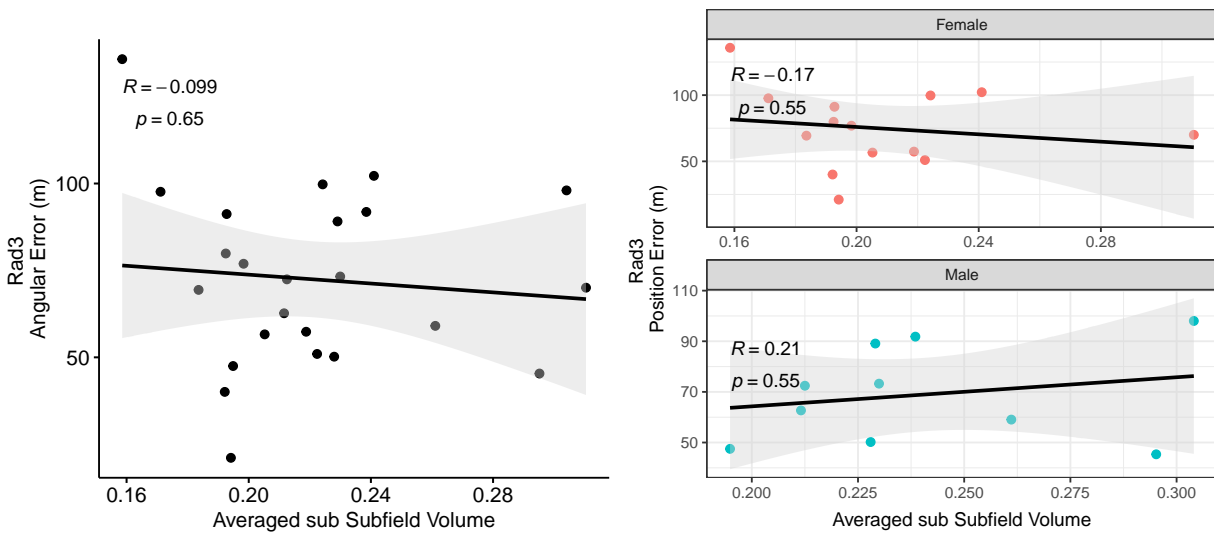 Rad3
Angular Error (m)
100
50
R = −0.099
p = 0.65
0.16
0.20
0.24
0.28
Averaged sub Subfield Volume
Rad3
Position Error (m)
Female
100
50
R = −0.17
p = 0.55
0.16
0.20
0.24
0.28
Male
110
90
70
50
R = 0.21
p = 0.55
0.200
0.225
0.250
0.275
0.300
Averaged sub Subfield Volume